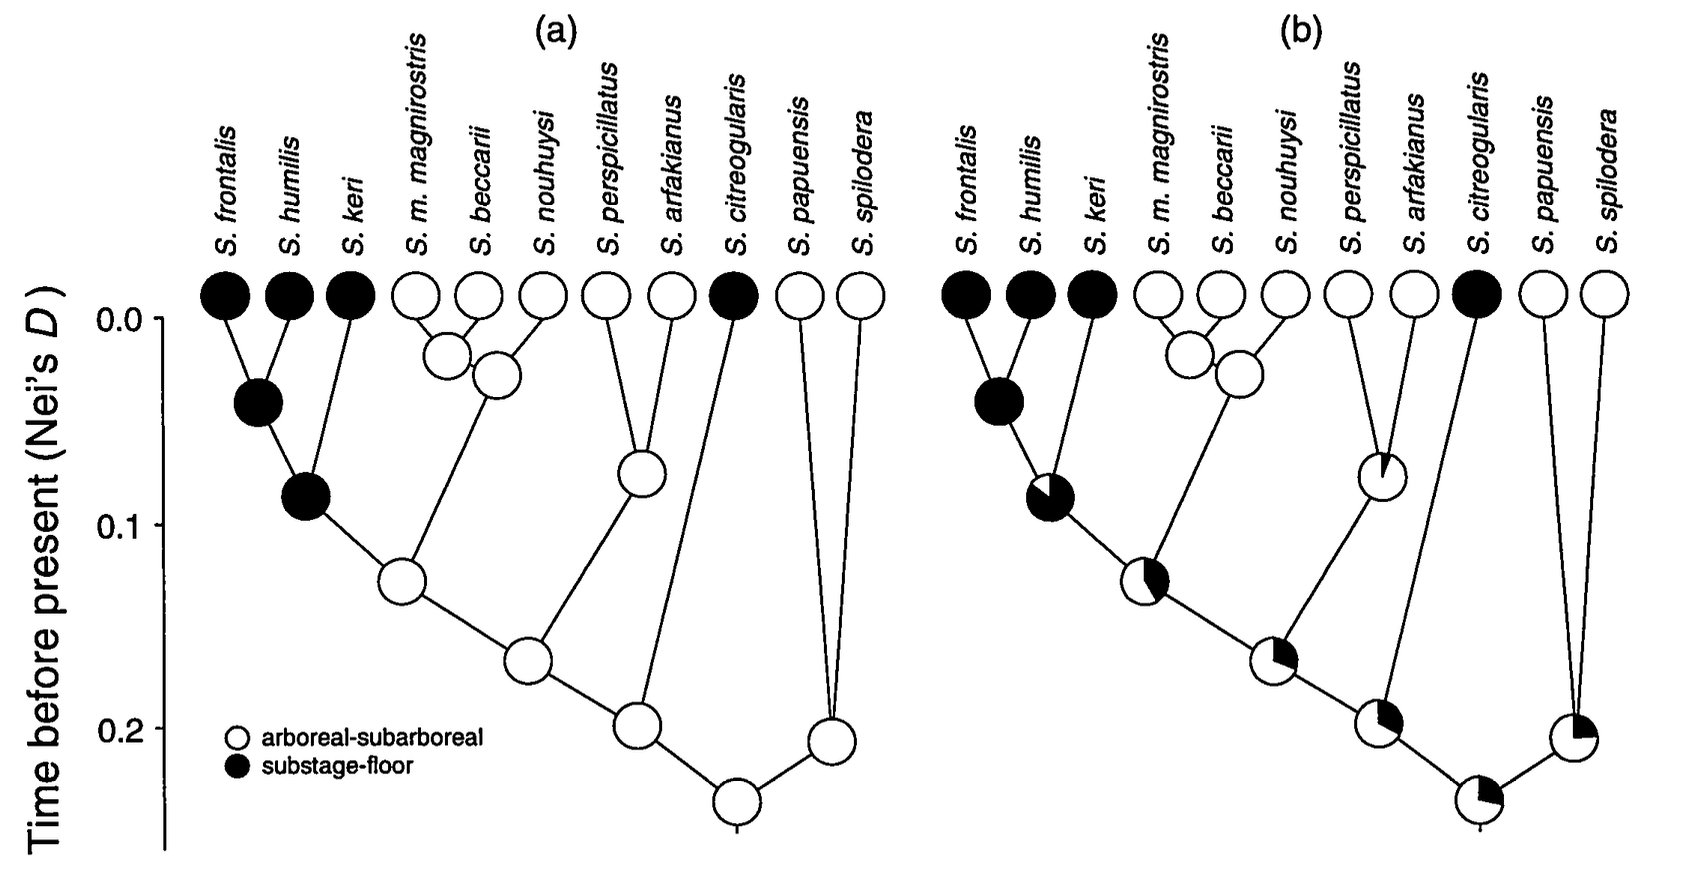 (a)
(b)
S. frontalis
S. humilis
S. keri
S. m. magnirostris
S. beccarii
S. nouhuysi
S. perspicillatus
S. arfakianus
S. citreogularis
S. papuensis
S. spilodera
S. frontalis
S. humilis
S. keri
S. m. magnirostris
S. beccarii
S. nouhuysi
S. perspicillatus
S. arfakianus
S. citreogularis
S. papuensis
S. spilodera
Time before present (Nei's D)
0.0
0.1
0.2
arboreal-subarboreal
substage-floor